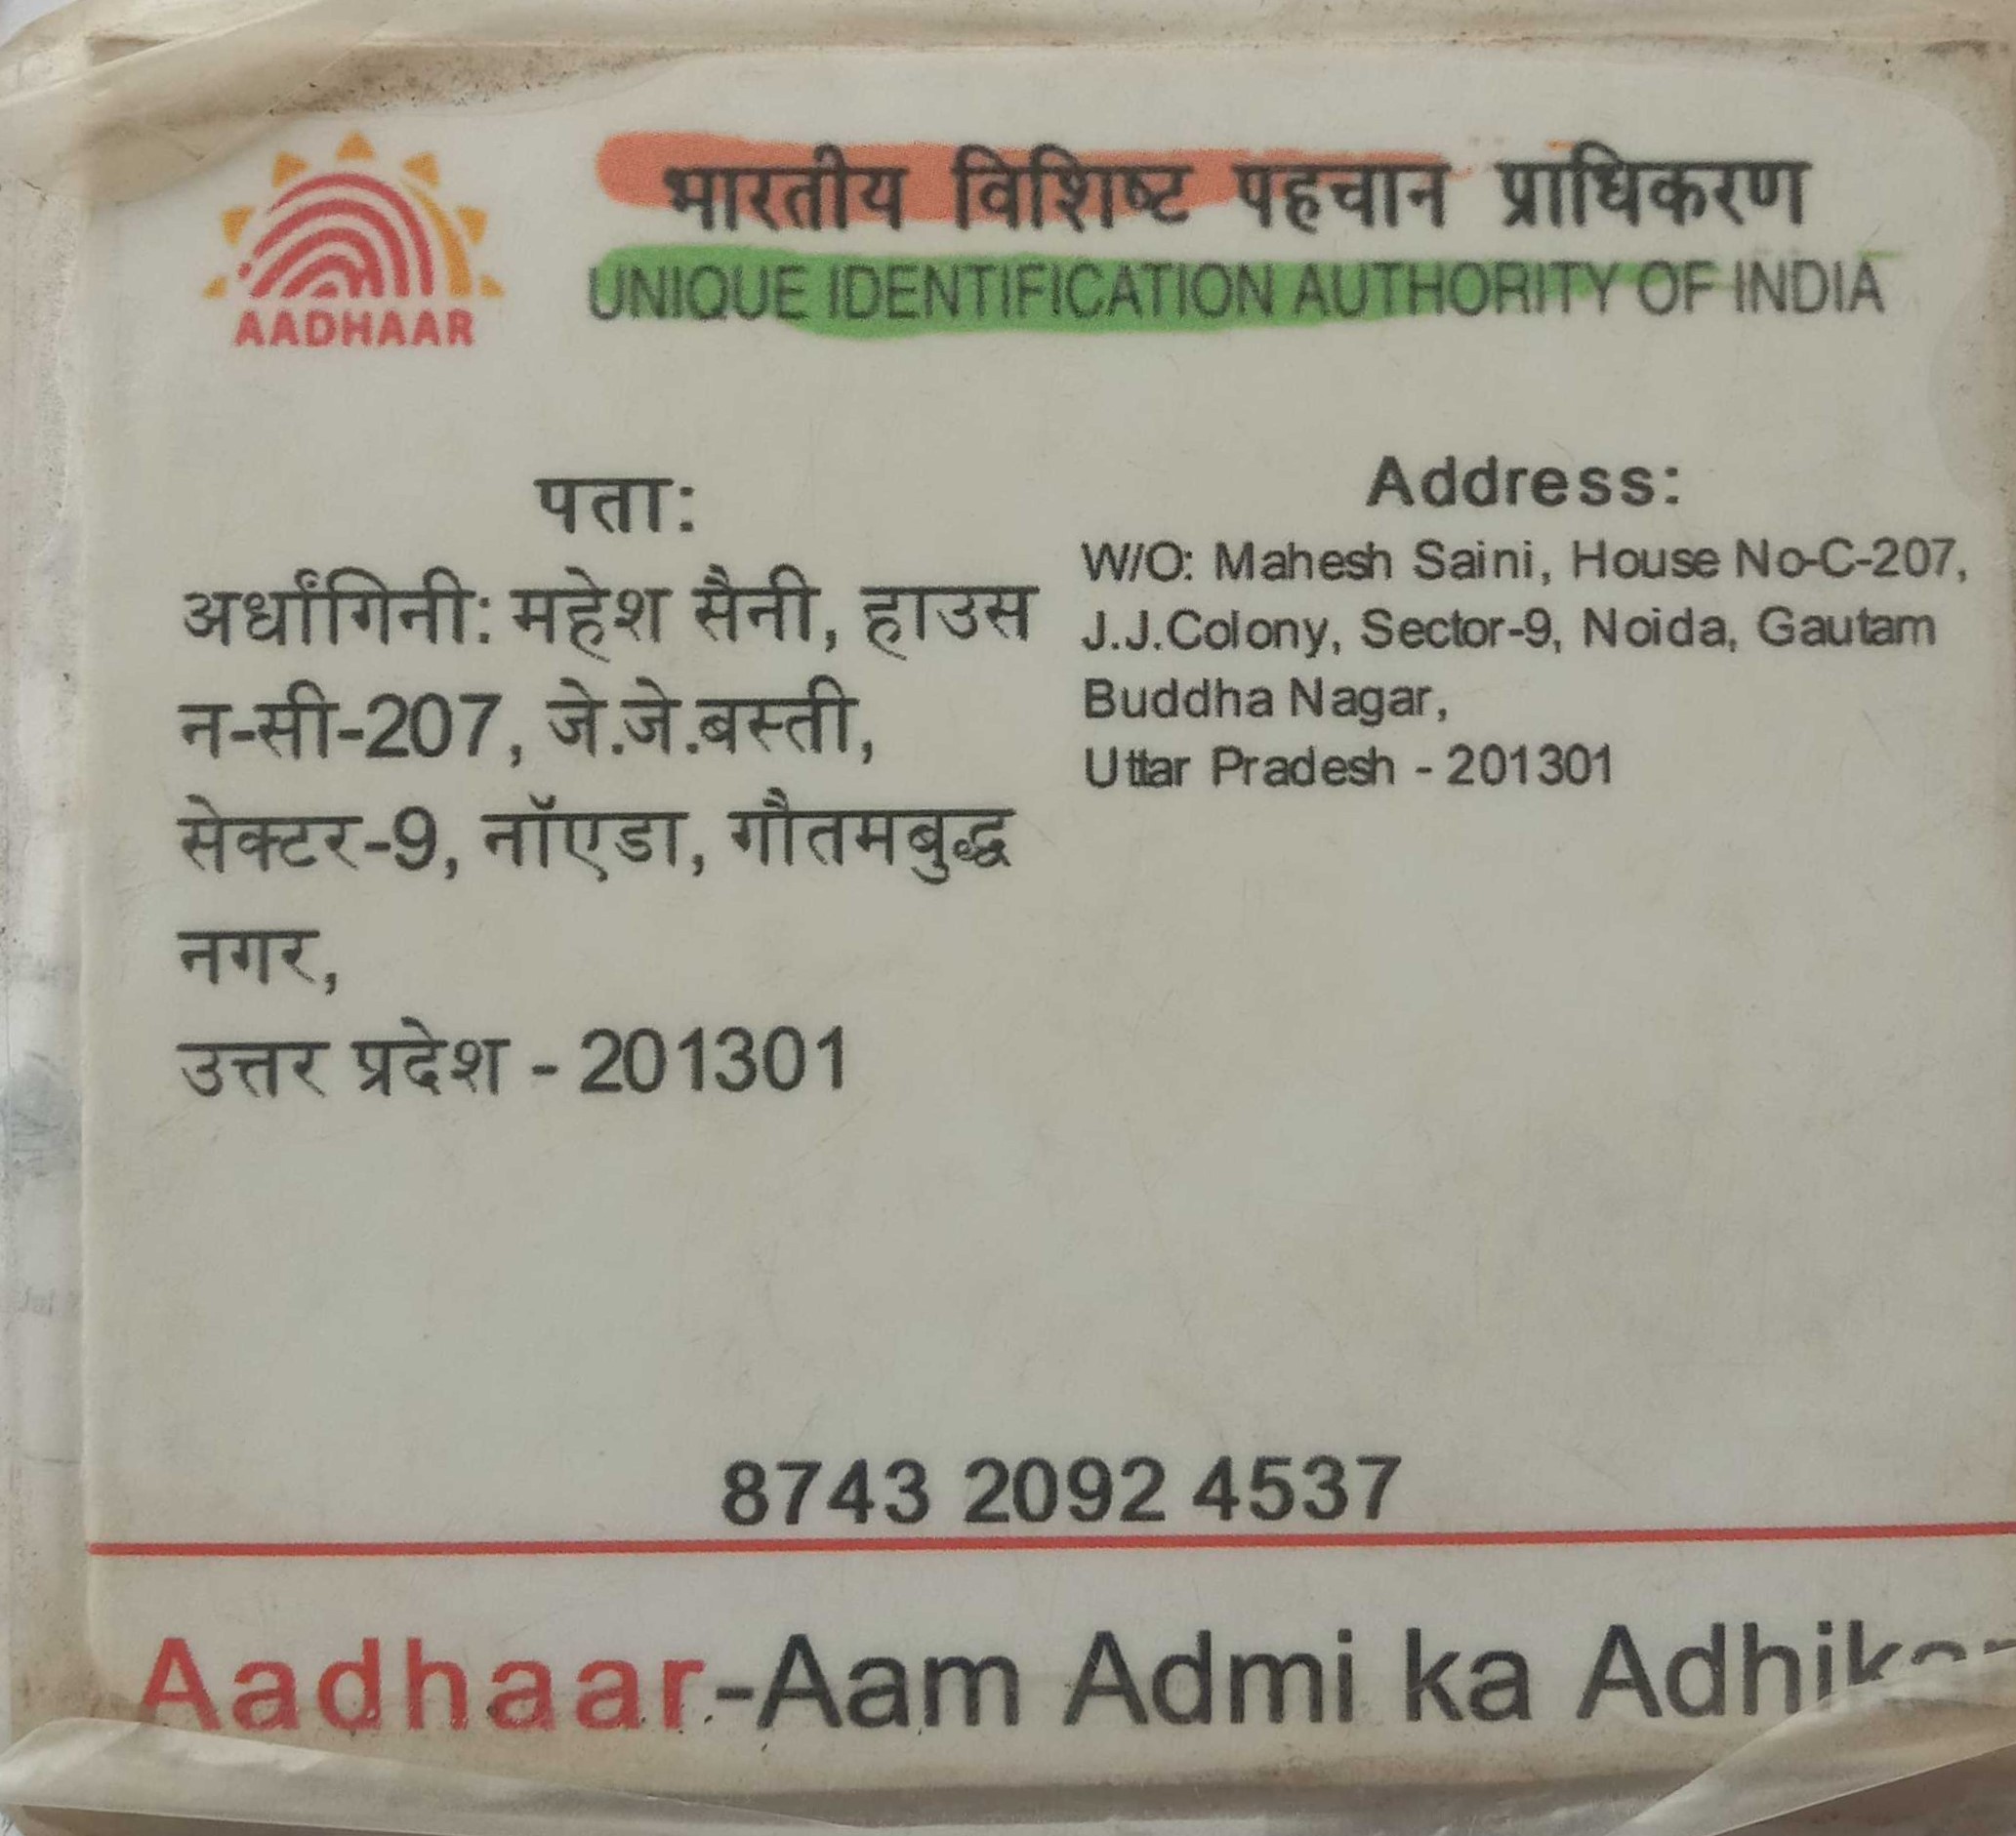 AADHAAR
भारतीय विशिष्ट पहचान प्राधिकरण
UNIQUE IDENTIFICATION AUTHORITY OF INDIA
पता:
अर्धांगिनी: महेश सैनी, हाउस
न-सी-207, जे.जे.बस्ती,
सेक्टर-9, नॉएडा, गौतमबुद्ध
नगर,
उत्तर प्रदेश - 201301
Address:
W/O: Mahesh Saini, House No-C-207,
J.J.Colony, Sector-9, Noida, Gautam
Buddha Nagar,
Uttar Pradesh - 201301
8743 2092 4537
Aadhaar-Aam Admi ka